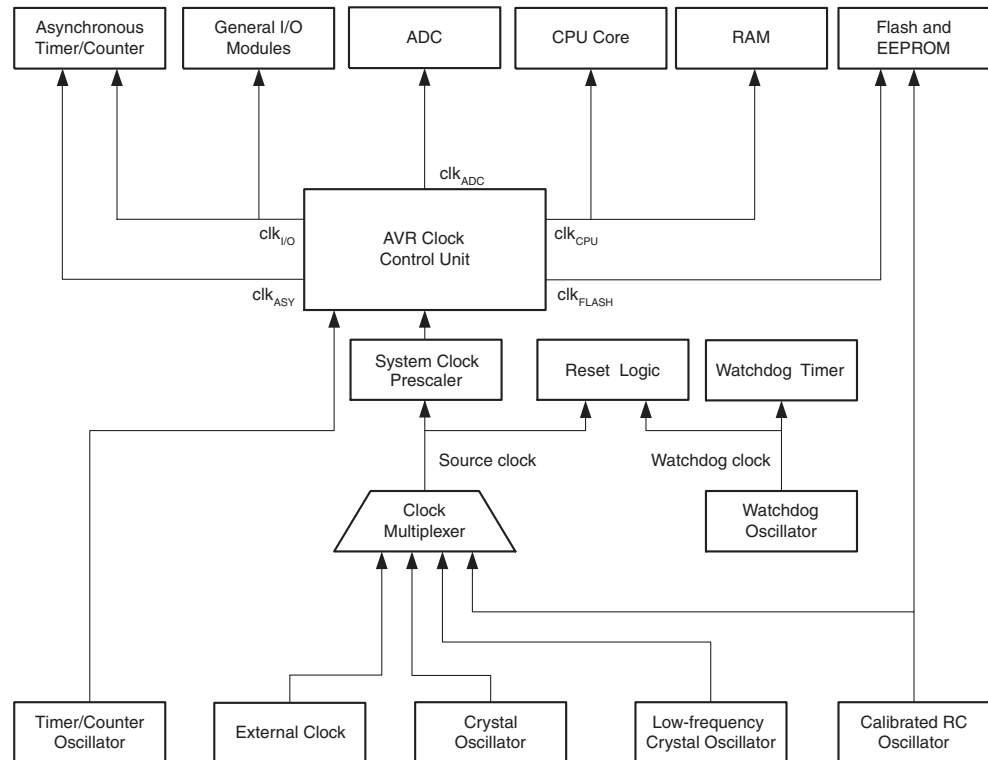 Asynchronous
Timer/Counter
General I/O
Modules
ADC
CPU Core
RAM
Flash and
EEPROM
clkADC
clkI/O
AVR Clock
Control Unit
clkCPU
clkASY
clkFLASH
System Clock
Prescaler
Reset Logic
Watchdog Timer
Source clock
Watchdog clock
Clock
Multiplexer
Watchdog
Oscillator
Timer/Counter
Oscillator
External Clock
Crystal
Oscillator
Low-frequency
Crystal Oscillator
Calibrated RC
Oscillator